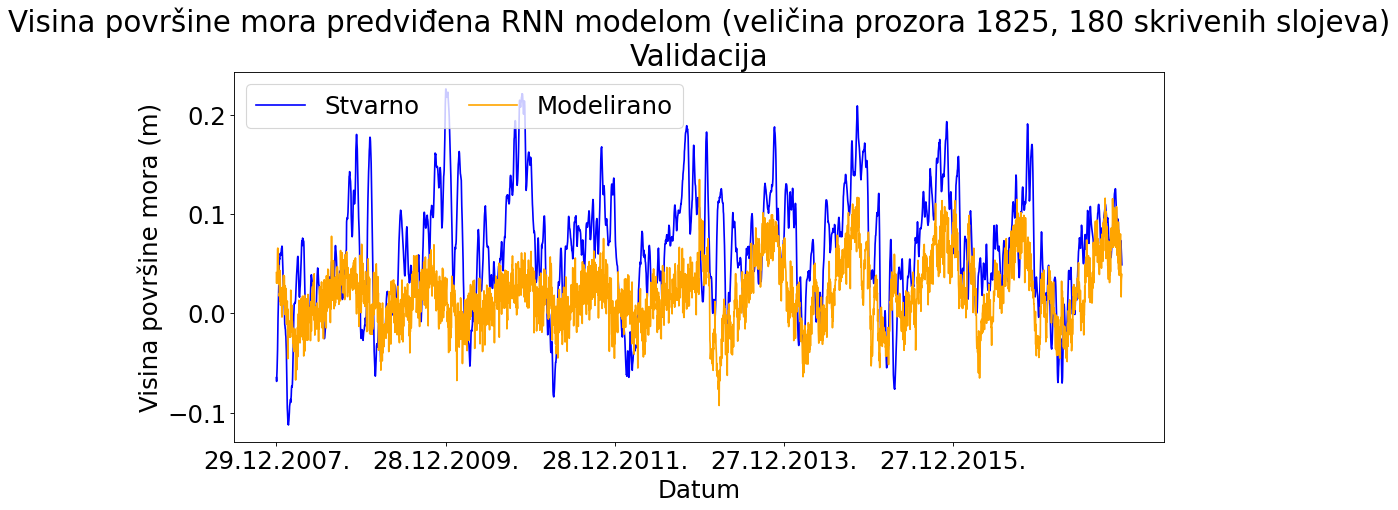 Visina površine mora predviđena RNN modelom (veličina prozora 1825, 180 skrivenih slojeva)
Validacija
Stvarno
Modelirano
Visina površine mora (m)
0.2
0.1
0.0
−0.1
29.12.2007.
28.12.2009.
28.12.2011.
27.12.2013.
27.12.2015.
Datum